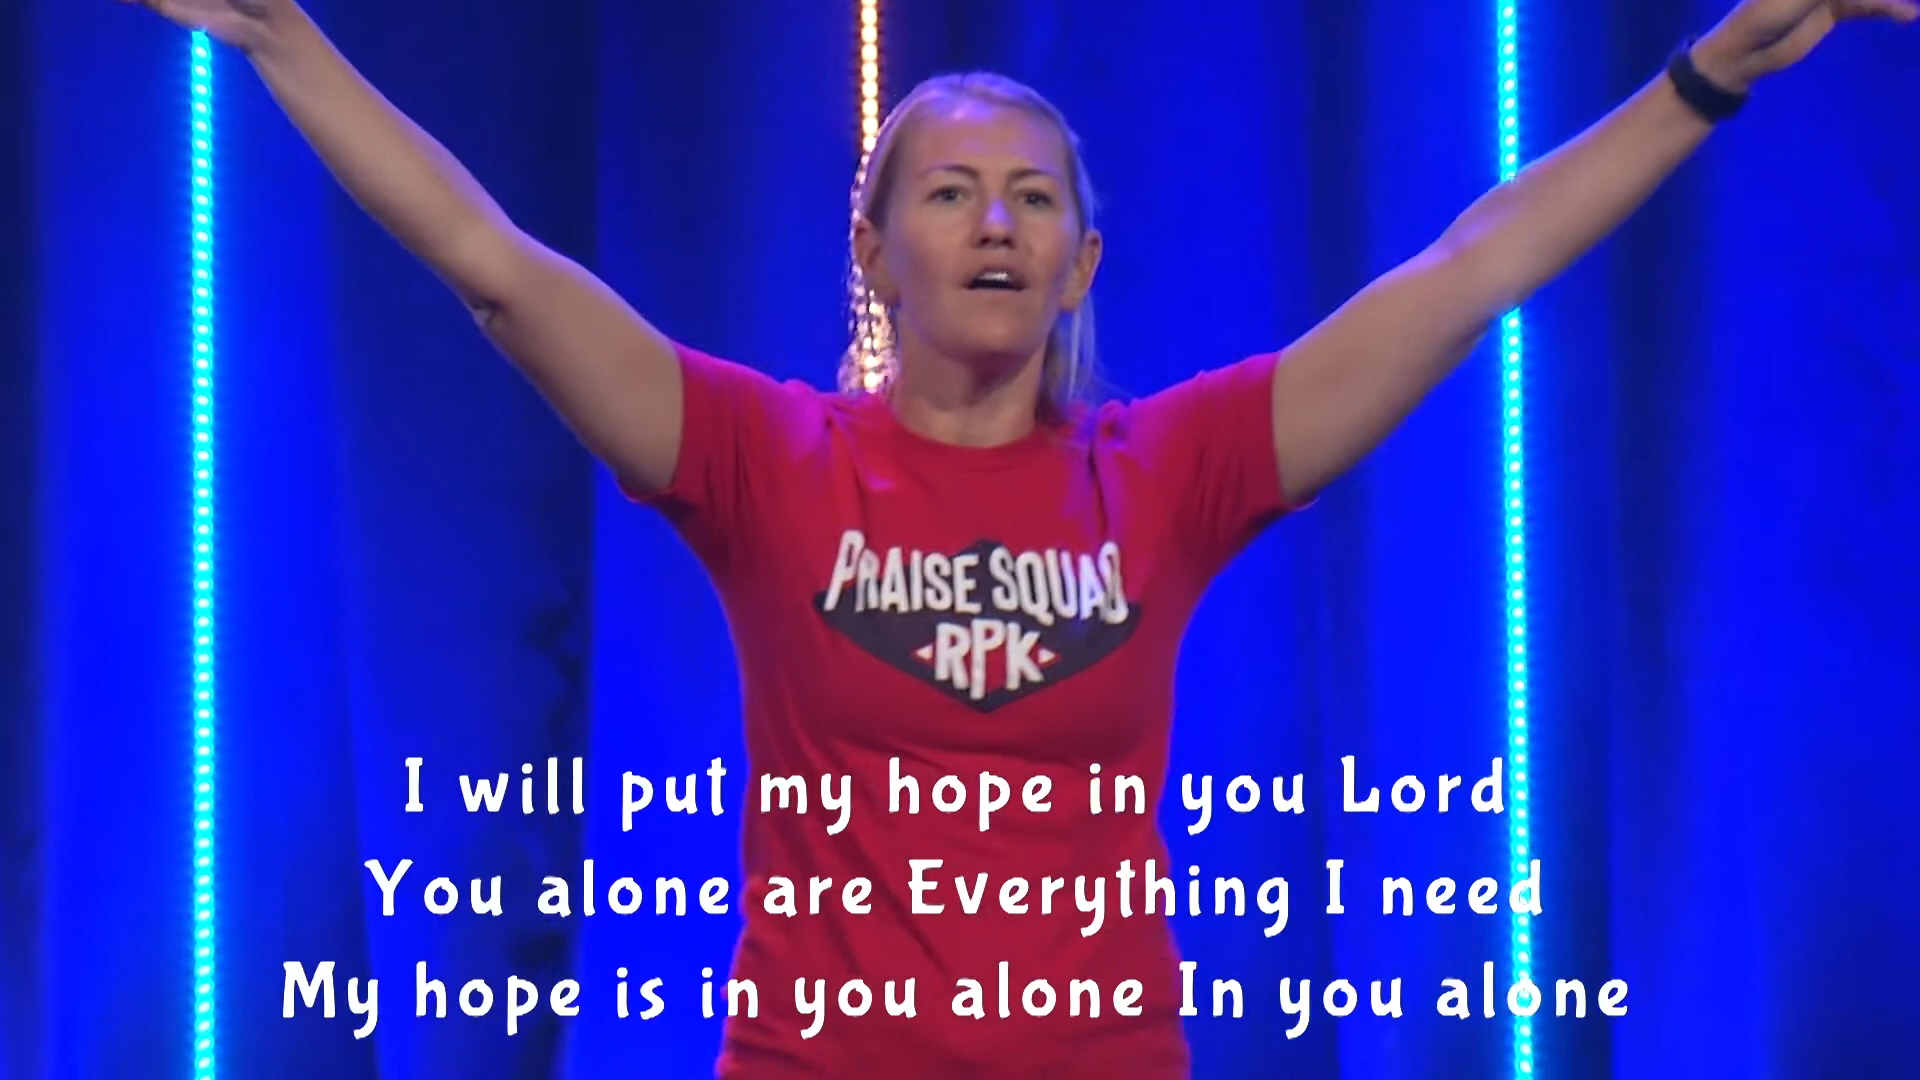 PRAISE SQUAD
RPK
I will put my hope in you Lord
You alone are Everything I need
My hope is in you alone In you alone